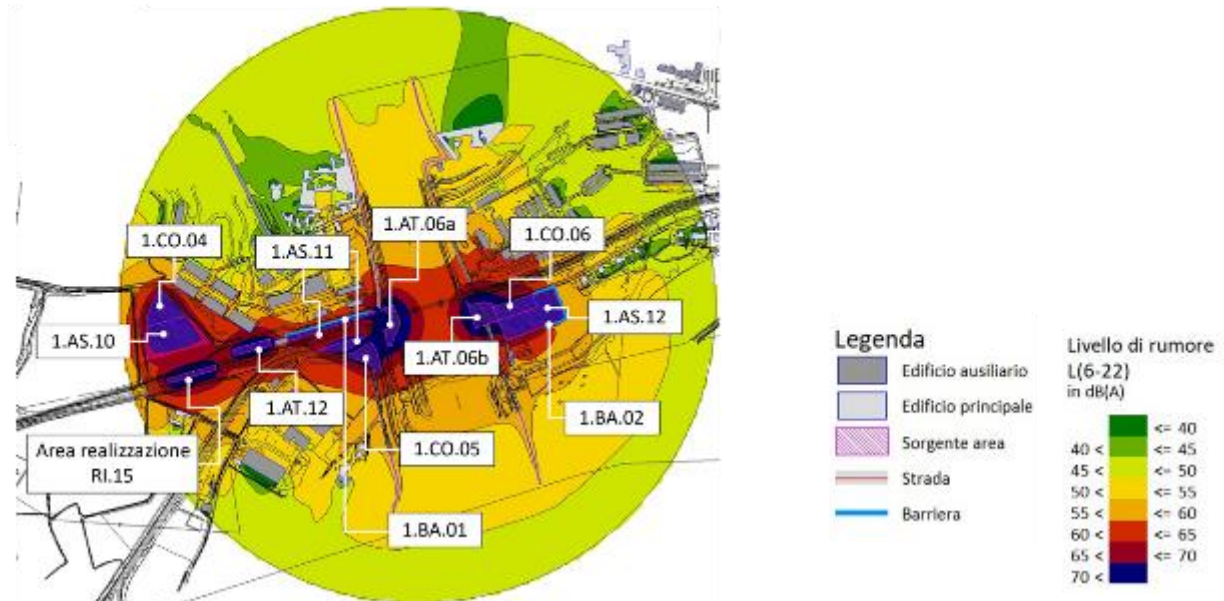 1.CO.04
1.AS.11
1.AT.06a
1.CO.06
1.AS.10
1.AS.12
1.AT.06b
1.AT.12
1.BA.02
Area realizzazione
RI.15
1.CO.05
1.BA.01
Legenda
Edificio ausiliario
Edificio principale
Sorgente area
Strada
Barriera
Livello di rumore
L(6-22)
in dB(A)
<= 40
40 < <= 45
45 < <= 50
50 < <= 55
55 < <= 60
60 < <= 65
65 < <= 70
70 <